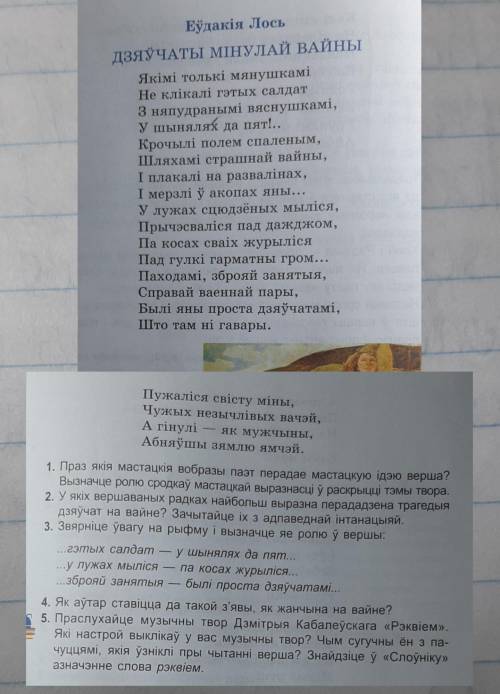 Еўдакія Лось
ДЗЯЎЧАТЫ МІНУЛАЙ ВАЙНЫ
Якімі толькі мянушкамі
Не клікалі гэтых салдат
З няпудранымі вяснушкамі,
У шынялях да пят!..
Крочылі полем спаленым,
Шляхамі страшнай вайны,
І плакалі на развалінах,
І мерзлі ў акопах яны...
У лужах сцюдзёных мыліся,
Прычэсваліся пад дажджом,
Па косах сваіх журыліся
Пад гулкі гарматны гром...
Паходамі, зброяй занятыя,
Справай ваеннай пары,
Былі яны проста дзяўчатамі,
Што там ні гавары.
Пужаліся свісту міны,
Чужых незычлівых вачэй,
А гінулі — як мужчыны,
Абняўшы зямлю ямчэй.
1. Праз якія мастацкія вобразы паэт перадае мастацкую ідэю верша?
Вызначце ролю сродкаў мастацкай выразнасці ў раскрыцці тэмы твора.
2. У якіх вершаваных радках найбольш выразна перададзена трагедыя
дзяўчат на вайне? Зачытайце іх з адпаведнай інтанацыяй.
3. Звярніце ўвагу на рыфму і вызначце яе ролю ў вершы:
...гэтых салдат — у шынялях да пят...
...у лужах мыліся — па косах журыліся...
...зброяй занятыя — былі проста дзяўчатамі...
4. Як аўтар ставіцца да такой з'явы, як жанчына на вайне?
5. Праслухайце музычны твор Дзмітрыя Кабалеўскага «Рэквіем».
Які настрой выклікаў у вас музычны твор? Чым сугучны ён з па-
чуццямі, якія ўзніклі пры чытанні верша? Знайдзіце ў «Слоўніку»
азначэнне слова рэквіем.